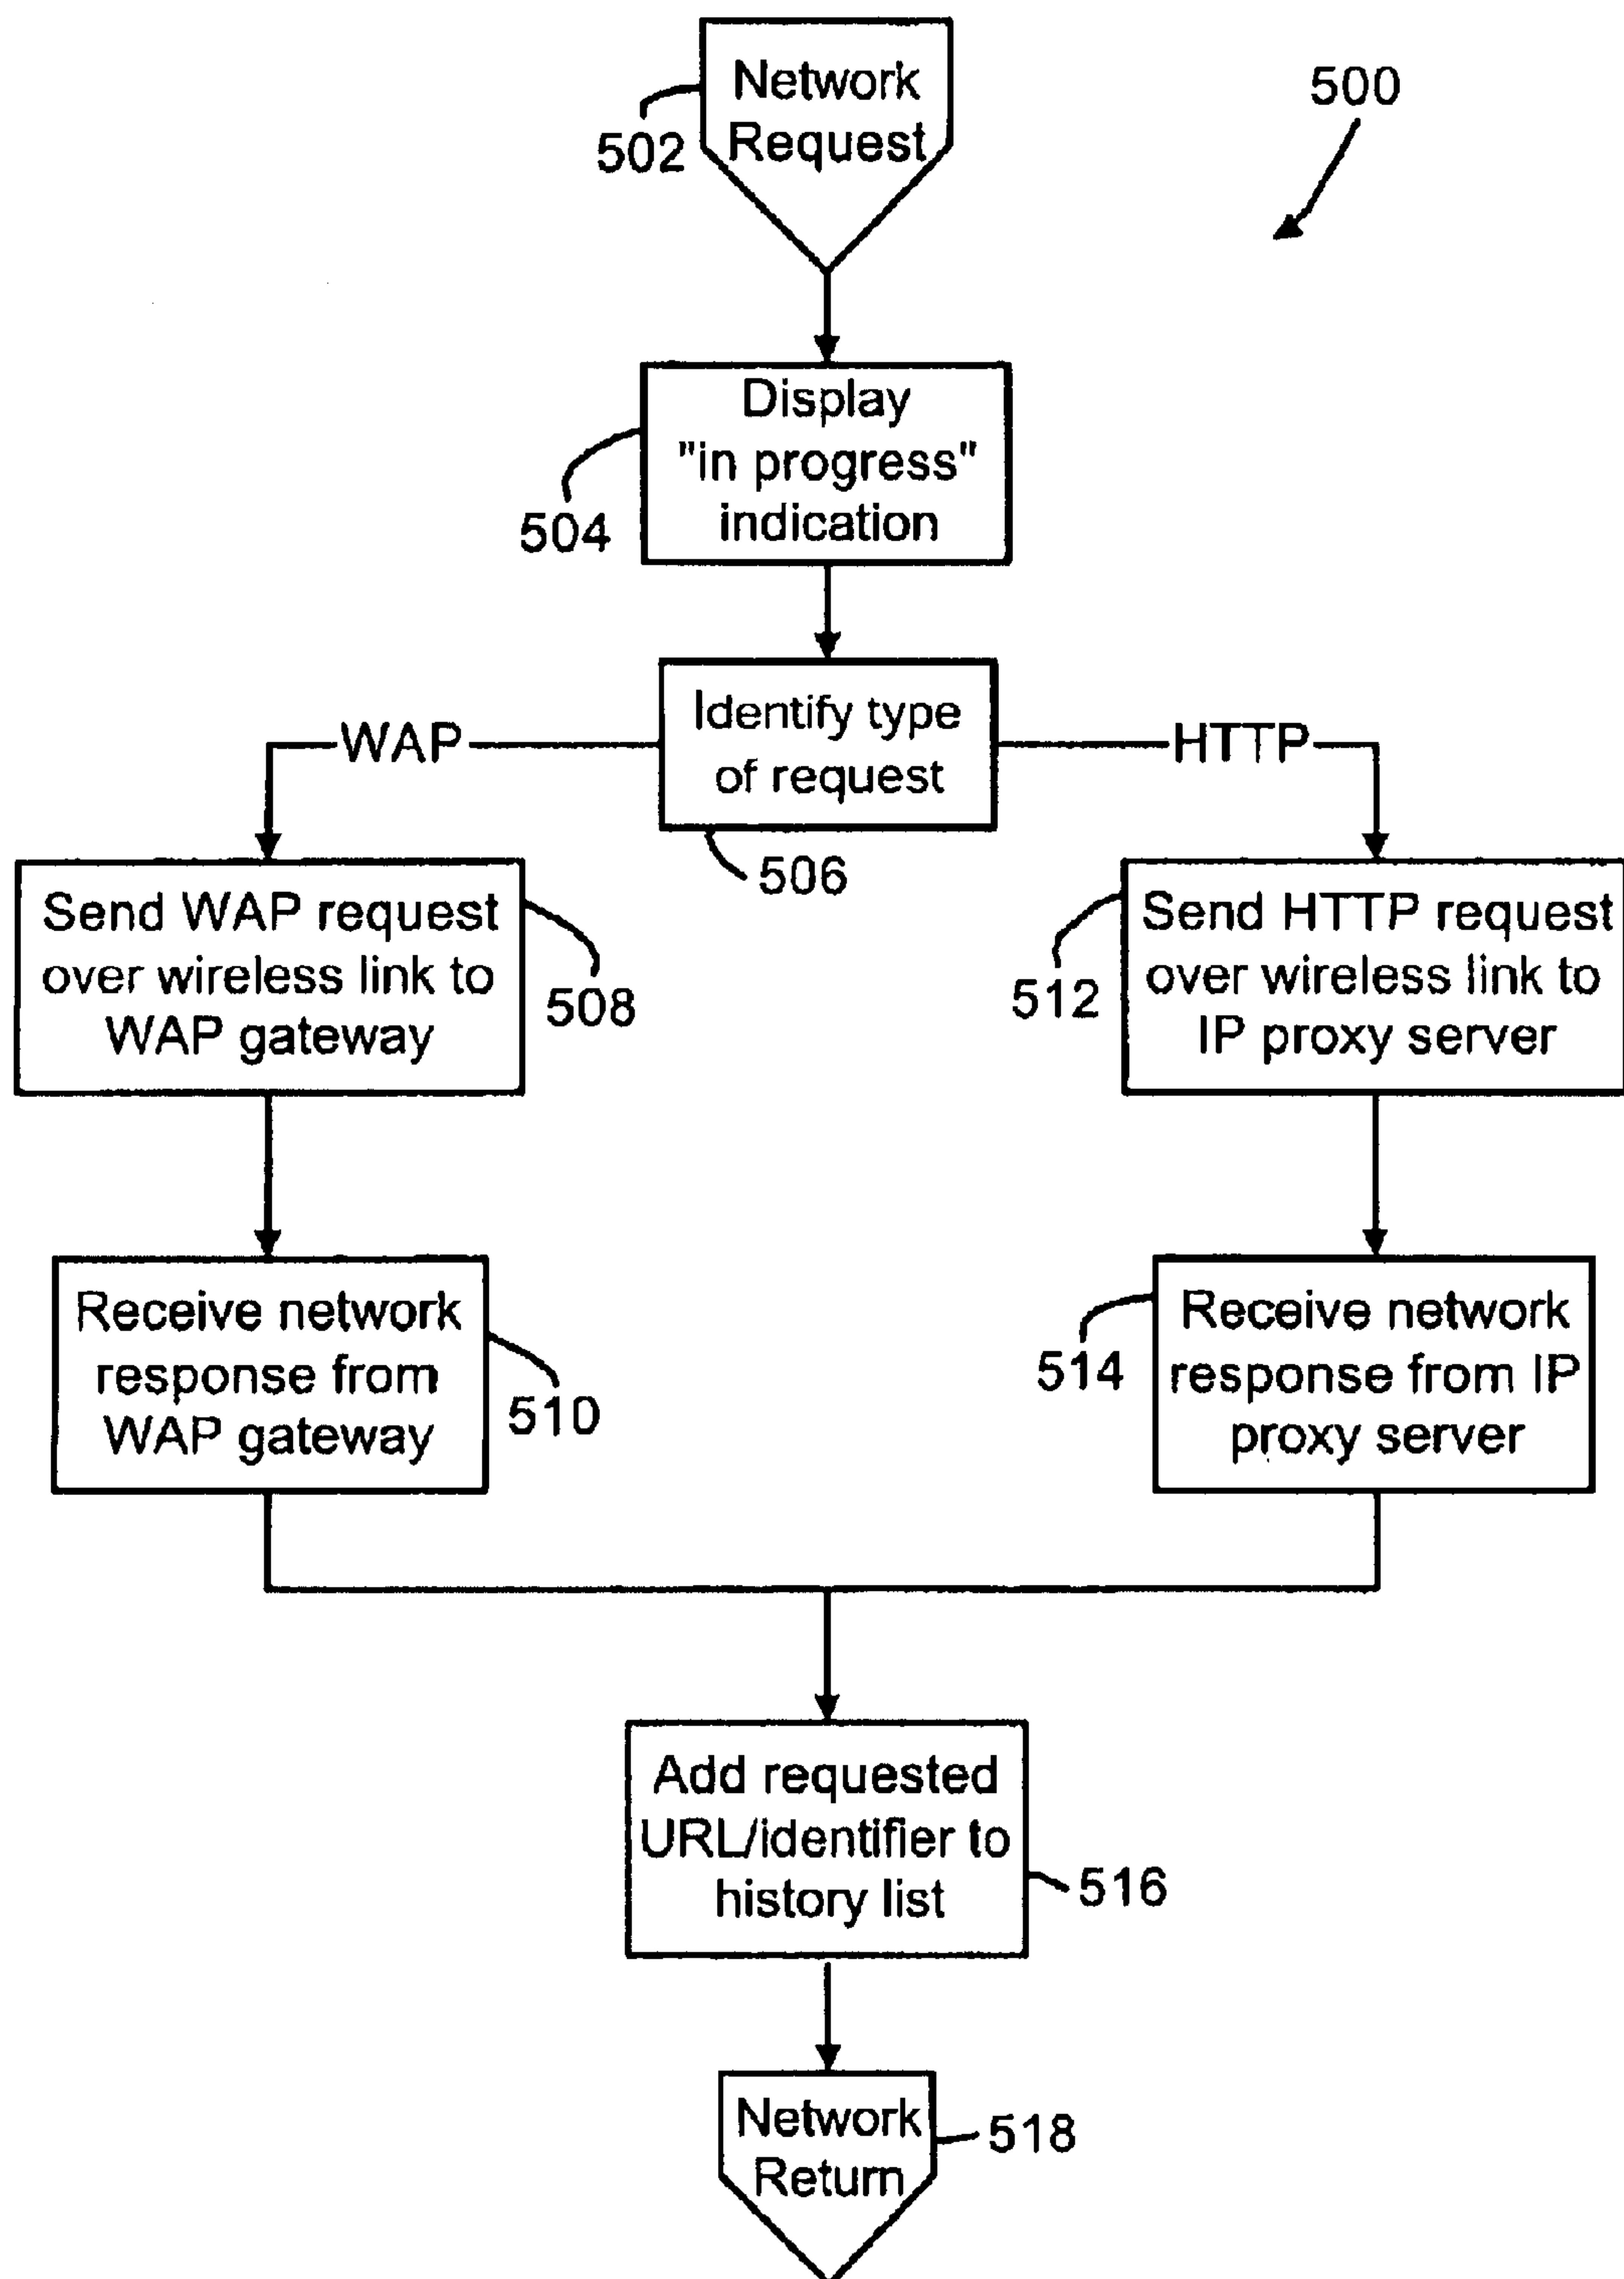 Network
Request
502
500
Display
"in progress"
indication
504
Identify type
of request
506
WAP
HTTP
Send WAP request
over wireless link to
WAP gateway
508
Send HTTP request
over wireless link to
IP proxy server
512
Receive network
response from
WAP gateway
510
Receive network
response from IP
proxy server
514
Add requested
URL/identifier to
history list
516
Network
Return
518